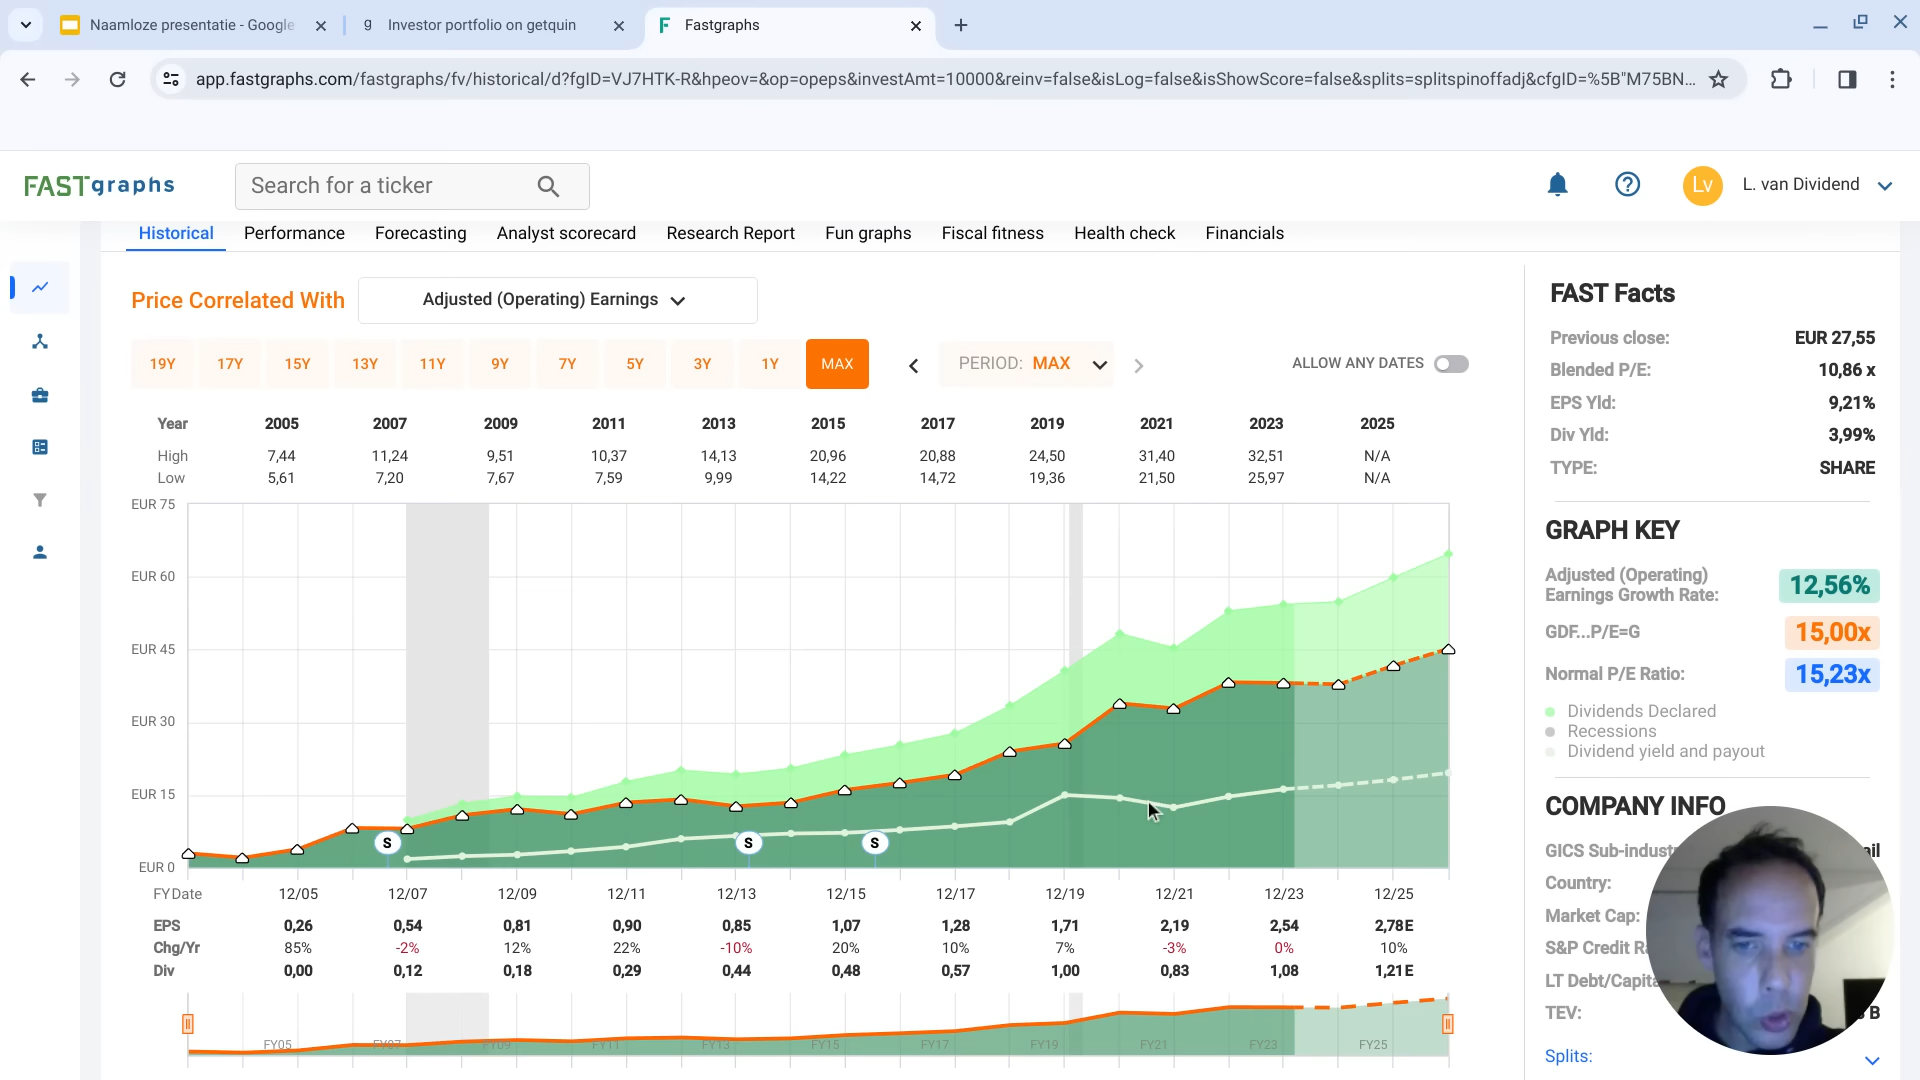 Naamloze presentatie - Google
g Investor portfolio on getquin
Fastgraphs
app.fastgraphs.com/fastgraphs/fv/historical/d?fgID=VJ7HTK-R&hpeov=&op=opeps&investAmt=10000&reinv=false&isLog=false&isShowScore=false&splits=splitspinoffadj&cfgID=%5B"M75BN...
FASTgraphs
Search for a ticker
Lv L. van Dividend
Historical Performance Forecasting Analyst scorecard Research Report Fun graphs Fiscal fitness Health check Financials
Price Correlated With Adjusted (Operating) Earnings
19Y 17Y 15Y 13Y 11Y 9Y 7Y 5Y 3Y 1Y MAX PERIOD: MAX ALLOW ANY DATES
Year 2005 2007 2009 2011 2013 2015 2017 2019 2021 2023 2025
High 7,44 11,24 9,51 10,37 14,13 20,96 20,88 24,50 31,40 32,51 N/A
Low 5,61 7,20 7,67 7,59 9,99 14,22 14,72 19,36 21,50 25,97 N/A
EUR 75
EUR 60
EUR 45
EUR 30
EUR 15
EUR 0
S S S
FYDate 12/05 12/07 12/09 12/11 12/13 12/15 12/17 12/19 12/21 12/23 12/25
EPS 0,26 0,54 0,81 0,90 0,85 1,07 1,28 1,71 2,19 2,54 2,78E
Chg/Yr 85% -2% 12% 22% -10% 20% 10% 7% -3% 0% 10%
Div 0,00 0,12 0,18 0,29 0,44 0,48 0,57 1,00 0,83 1,08 1,21E
FY05 FY07 FY09 FY11 FY13 FY15 FY17 FY19 FY21 FY23 FY25
FAST Facts
Previous close: EUR 27,55
Blended P/E: 10,86 x
EPS Yld: 9,21%
Div Yld: 3,99%
TYPE: SHARE
GRAPH KEY
Adjusted (Operating)
Earnings Growth Rate: 12,56%
GDF...P/E=G 15,00x
Normal P/E Ratio: 15,23x
Dividends Declared
Recessions
Dividend yield and payout
COMPANY INFO
GICS Sub-indust ail
Country:
Market Cap:
S&P Credit R
LT Debt/Capita
TEV: B
Splits: